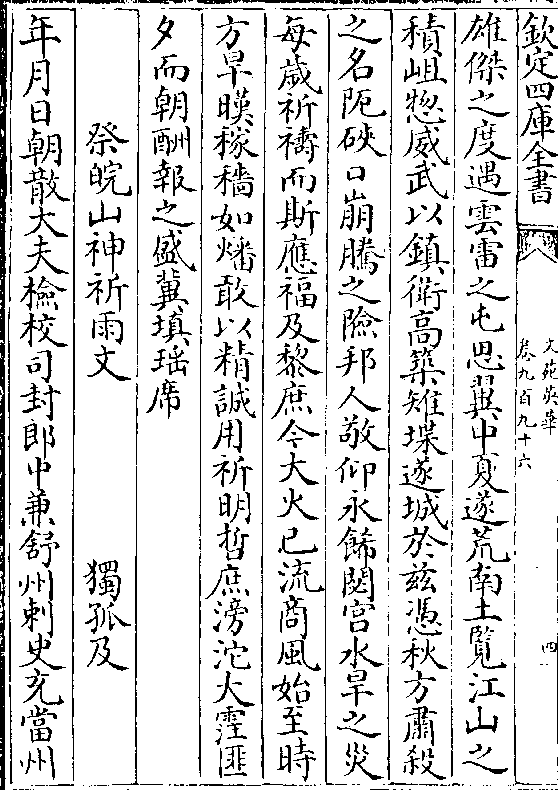 欽定四庫全書
文苑英華
卷九百九十六
四
雄傑之度遇雲雷之屯思翼中夏遂荒南土覧江山之
積岨惣威武以鎮衛高築雉堞遂城於兹憑秋方肅殺
之名阨硤口崩騰之險邦人敬仰永餙閟宫水旱之災
每歲祈禱而斯應福及黎庶今大火已流商風始至時
方旱暵稼穡如燔敢以精誠用祈明晢庶滂沱大霔匪
夕而朝酬報之盛冀塡瑶席
祭皖山神祈雨文　獨孤及
年月日朝散大夫檢校司封郎中兼舒州刺史充當州